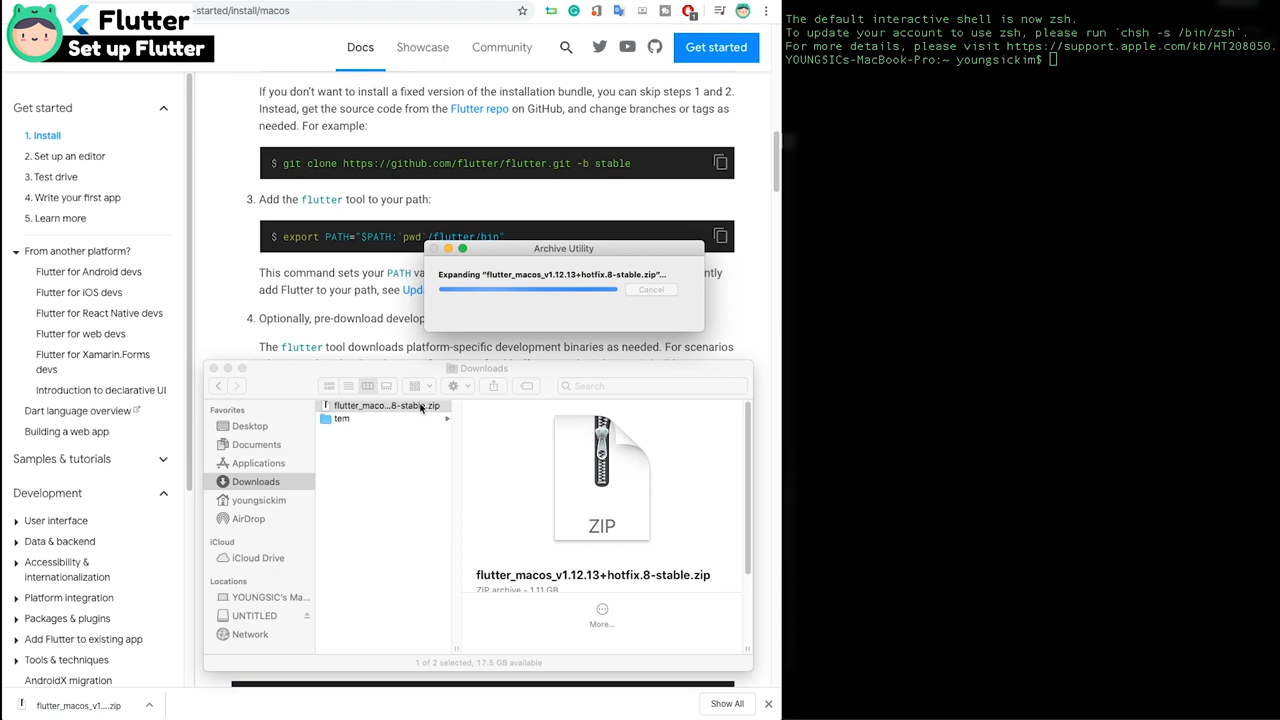 Flutter
Set up Flutter
-started/install/macos
Docs
Showcase
Community
Get started
Get started
1. Install
2. Set up an editor
3. Test drive
4. Write your first app
5. Learn more
From another platform?
Flutter for Android devs
Flutter for iOS devs
Flutter for React Native devs
Flutter for web devs
Flutter for Xamarin.Forms
devs
Introduction to declarative UI
Dart language overview
Building a web app
Samples & tutorials
Development
User interface
Data & backend
Accessibility &
internationalization
Platform integration
Packages & plugins
Add Flutter to existing app
Tools & techniques
AndroidX migration
If you don't want to install a fixed version of the installation bundle, you can skip steps 1 and 2.
Instead, get the source code from the Flutter repo on GitHub, and change branches or tags as
needed. For example:
$ git clone https://github.com/flutter/flutter.git -b stable
3. Add the flutter tool to your path:
$ export PATH="$PATH:`pwd`/flutter/bin"
This command sets your PATH va
add Flutter to your path, see
4. Optionally, pre-download develop
The flutter tool downloads platform-specific development binaries as needed. For scenarios
Archive Utility
Expanding “flutter_macos_v1.12.13+hotfix.8-stable.zip”...
Cancel
Downloads
Search
Favorites
Desktop
Documents
Applications
Downloads
youngsickim
AirDrop
iCloud
iCloud Drive
Locations
YOUNGSiC's Ma...
UNTITLED
Network
flutter_maco...8-stable.zip
tem
ZIP
flutter_macos_v1.12.13+hotfix.8-stable.zip
ZIP archive - 1.11 GB
More...
1 of 2 selected, 17.5 GB available
flutter_macos_v1....zip
Show All
The default interactive shell is now zsh.
To update your account to use zsh, please run `chsh -s /bin/zsh`.
For more details, please visit https://support.apple.com/kb/HT208050.
YOUNGSiCs-MacBook-Pro:~ youngsickim$